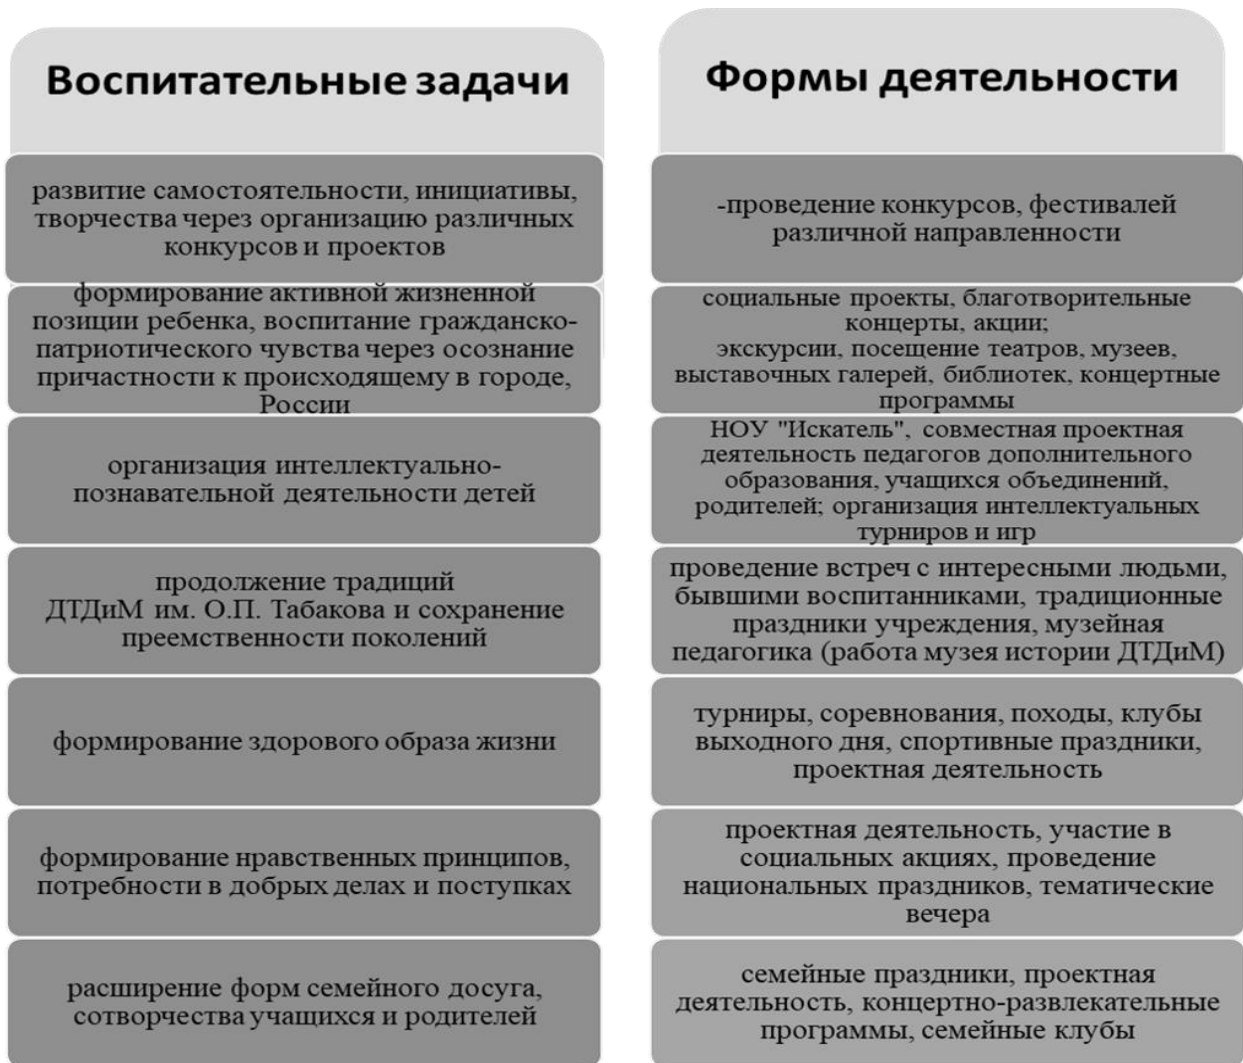 Воспитательные задачи
развитие самостоятельности, инициативы,
творчества через организацию различных
конкурсов и проектов
формирование активной жизненной
позиции ребенка, воспитание гражданско-
патриотического чувства через осознание
причастности к происходящему в городе,
России
организация интеллектуально-
познавательной деятельности детей
продолжение традиций
ДТДиМ им. О.П. Табакова и сохранение
преемственности поколений
формирование здорового образа жизни
формирование нравственных принципов,
потребности в добрых делах и поступках
расширение форм семейного досуга,
сотворчества учащихся и родителей
Формы деятельности
-проведение конкурсов, фестивалей
различной направленности
социальные проекты, благотворительные
концерты, акции;
экскурсии, посещение театров, музеев,
выставочных галерей, библиотек, концертные
программы
НОУ "Искатель", совместная проектная
деятельность педагогов дополнительного
образования, учащихся объединений,
родителей; организация интеллектуальных
турниров и игр
проведение встреч с интересными людьми,
бывшими воспитанниками, традиционные
праздники учреждения, музейная
педагогика (работа музея истории ДТДиМ)
турниры, соревнования, походы, клубы
выходного дня, спортивные праздники,
проектная деятельность
проектная деятельность, участие в
социальных акциях, проведение
национальных праздников, тематические
вечера
семейные праздники, проектная
деятельность, концертно-развлекательные
программы, семейные клубы